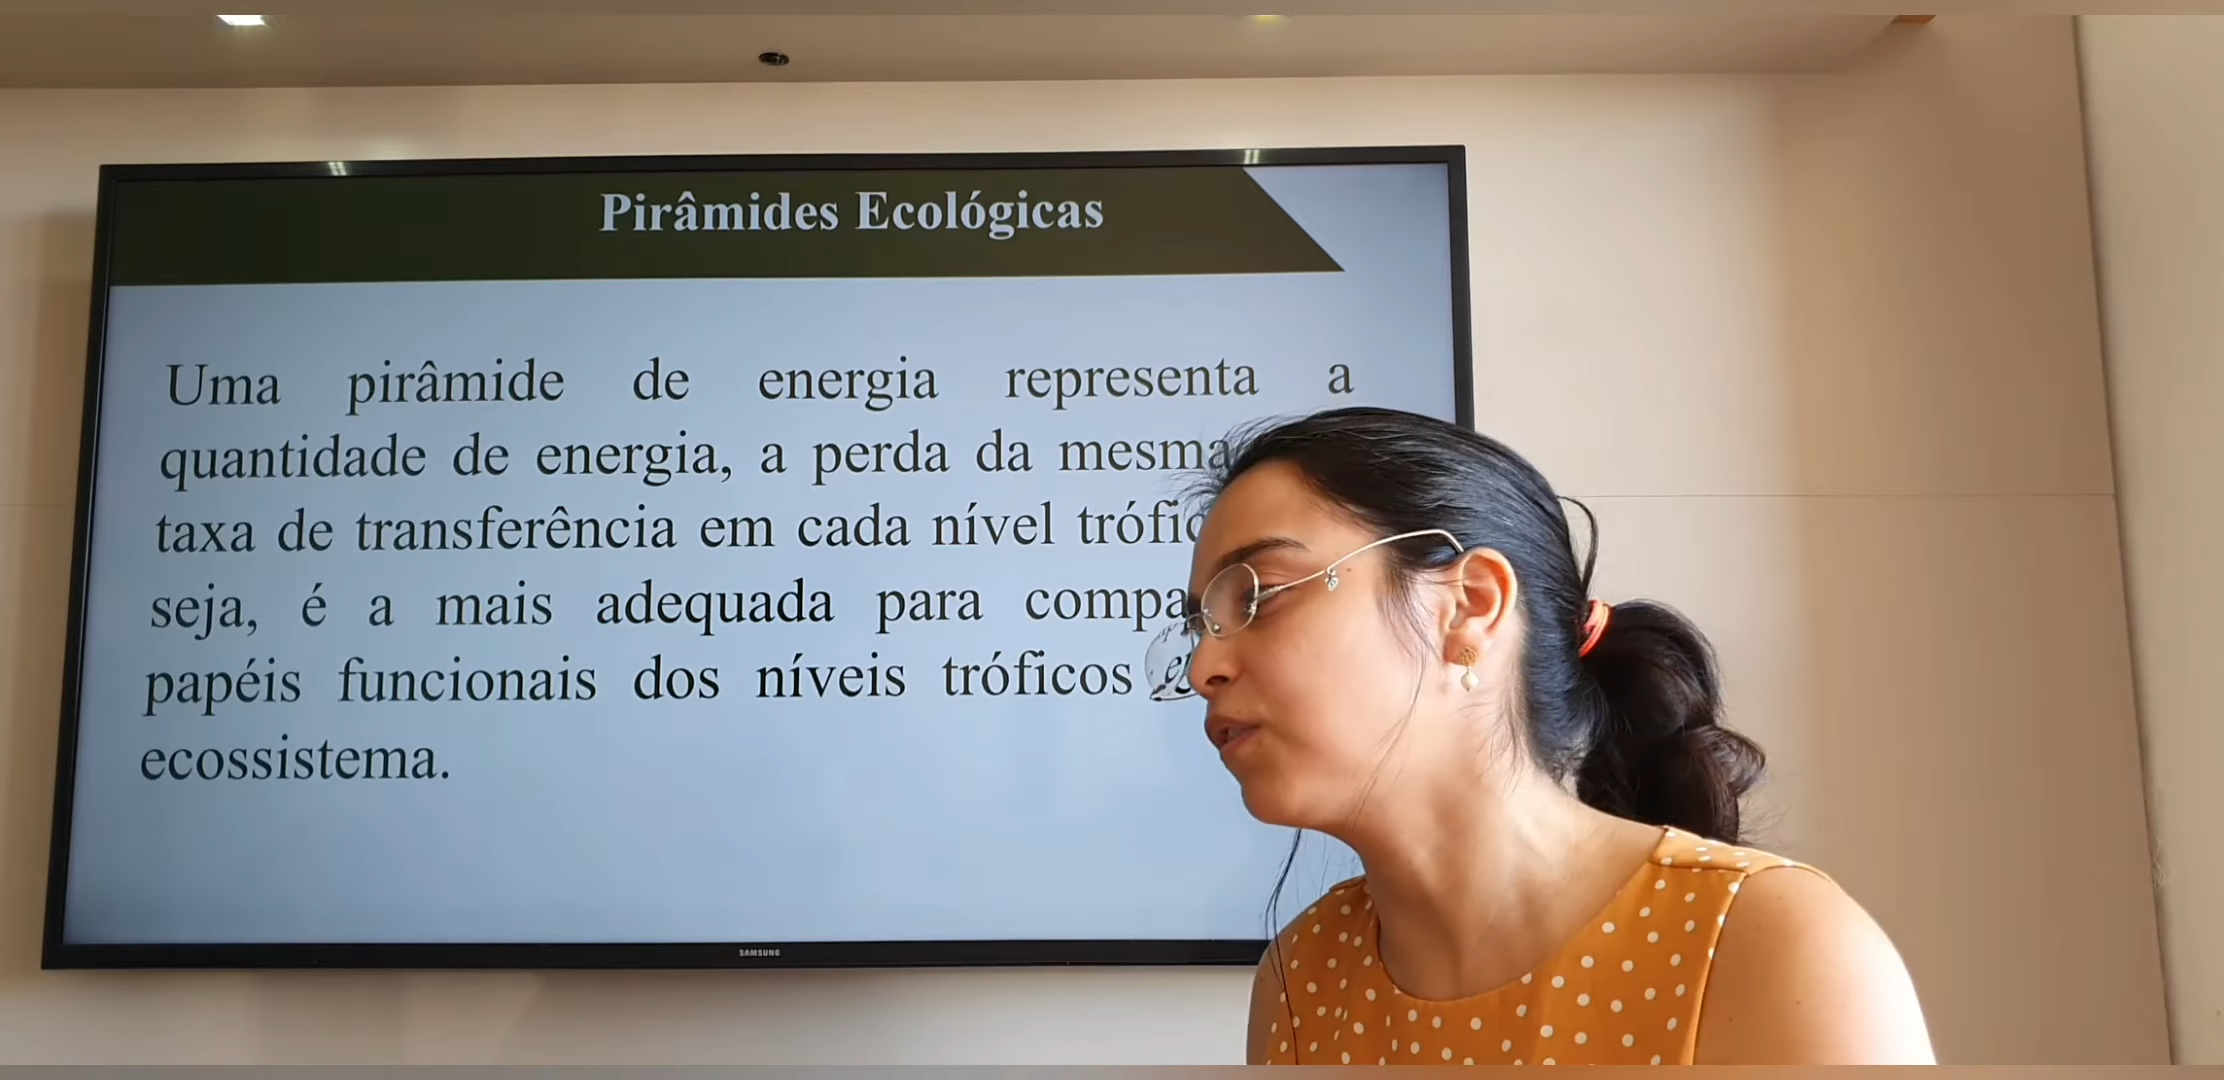 Pirâmides Ecológicas
Uma pirâmide de energia representa a
quantidade de energia, a perda da mesma
taxa de transferência em cada nível
seja, é a mais adequada para
papéis funcionais dos níveis tróficos
ecossistema.
SAMSUNG